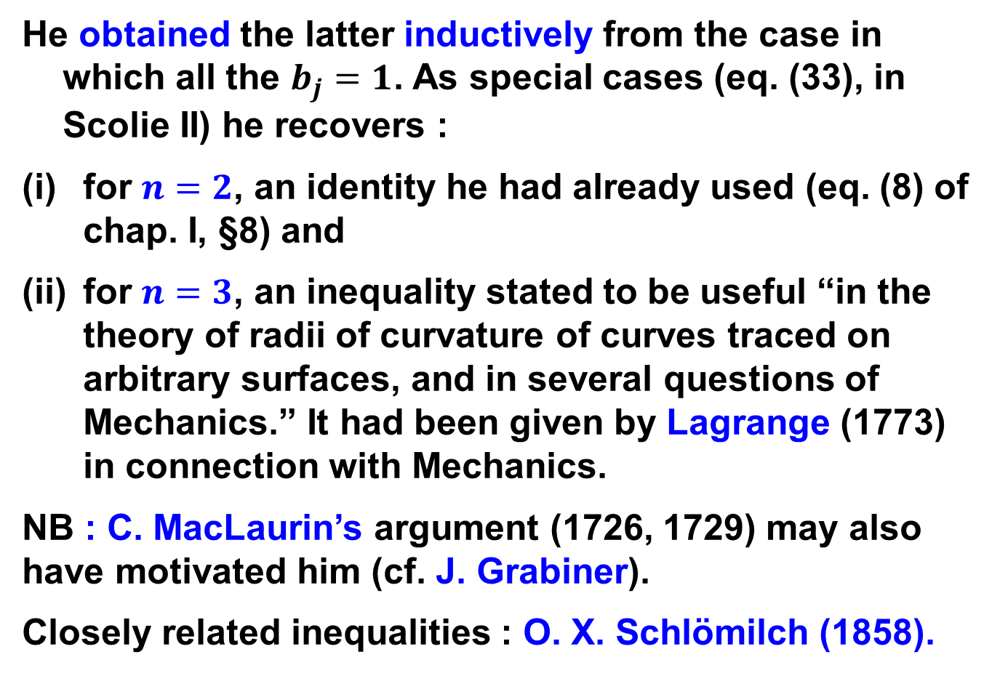 He obtained the latter inductively from the case in
which all the 𝒃ⱼ = 𝟏. As special cases (eq. (33), in
Scolie II) he recovers :
(i) for 𝒏 = 𝟐, an identity he had already used (eq. (8) of
chap. I, §8) and
(ii) for 𝒏 = 𝟑, an inequality stated to be useful “in the
theory of radii of curvature of curves traced on
arbitrary surfaces, and in several questions of
Mechanics.” It had been given by Lagrange (1773)
in connection with Mechanics.
NB : C. MacLaurin’s argument (1726, 1729) may also
have motivated him (cf. J. Grabiner).
Closely related inequalities : O. X. Schlömilch (1858).